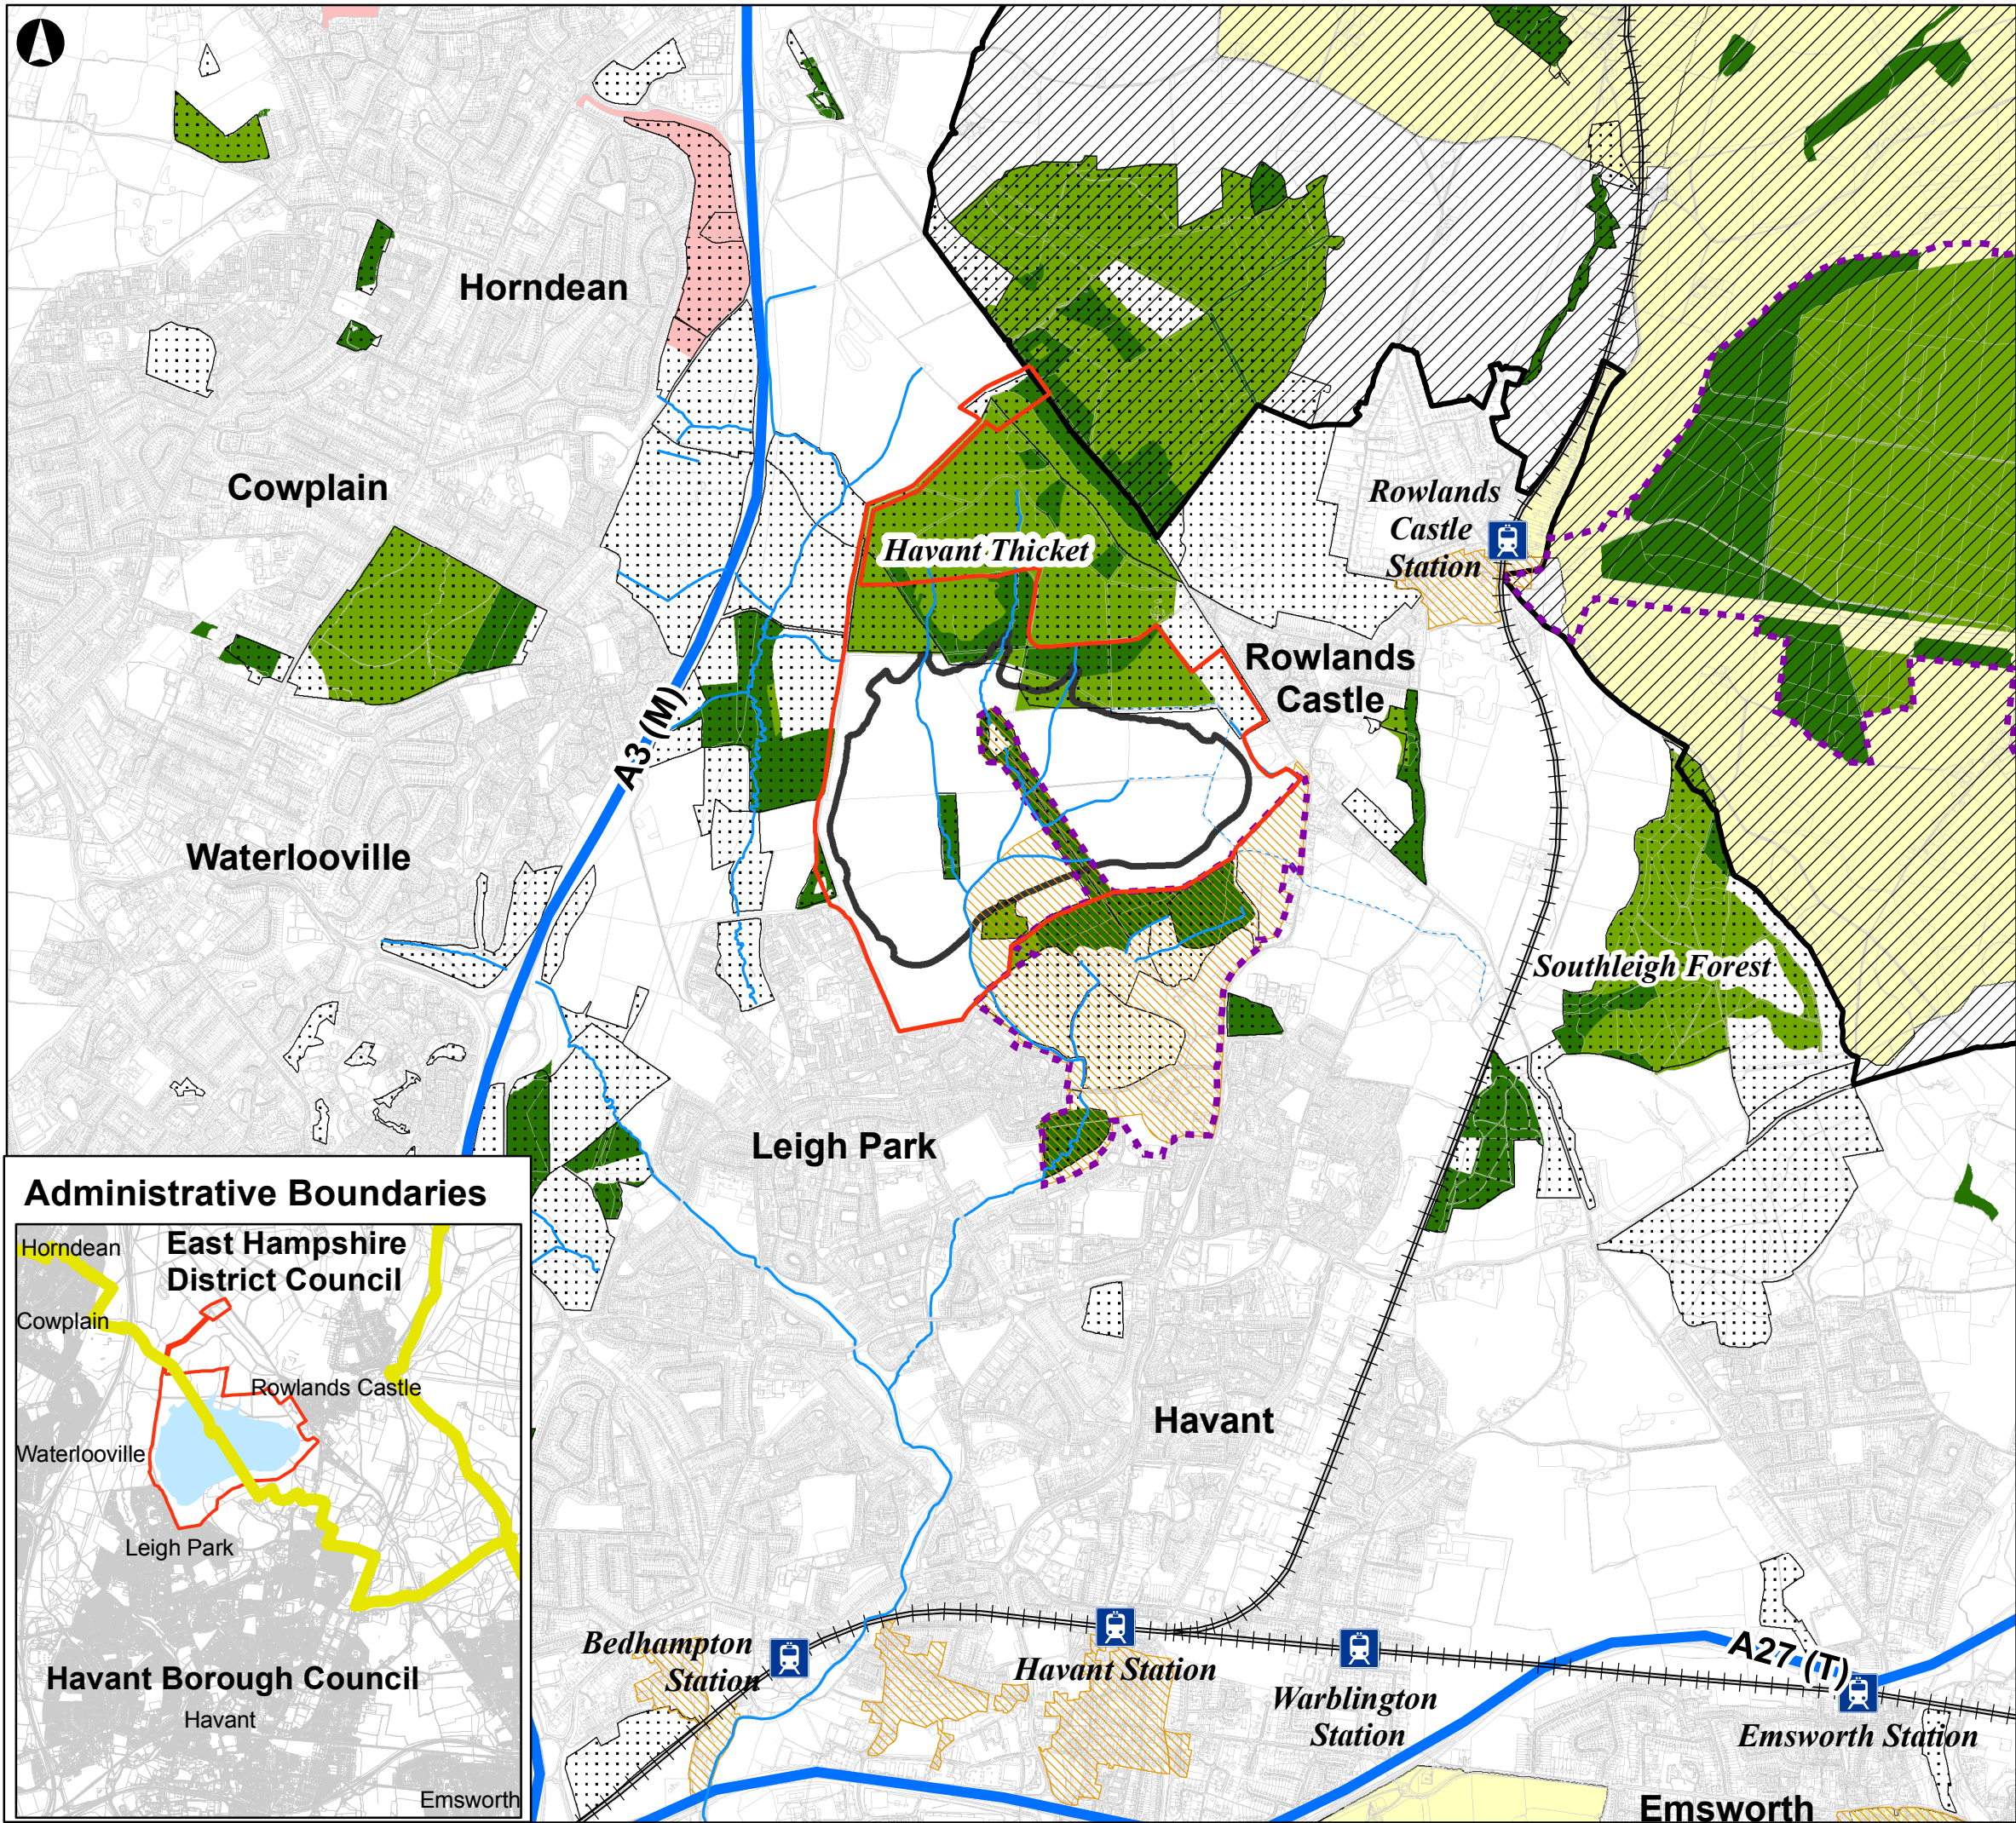 Horndean
Cowplain
Havant Thicket
Rowlands
Castle
Station
Rowlands
Castle
A3 (M)
Waterlooville
Southleigh Forest
Leigh Park
Administrative Boundaries
Horndean
East Hampshire
District Council
Cowplain
Rowlands Castle
Waterlooville
Leigh Park
Havant Borough Council
Havant
Emsworth
Havant
Bedhampton
Station
Havant Station
Warblington
Station
A27 (T)
Emsworth Station
Emsworth